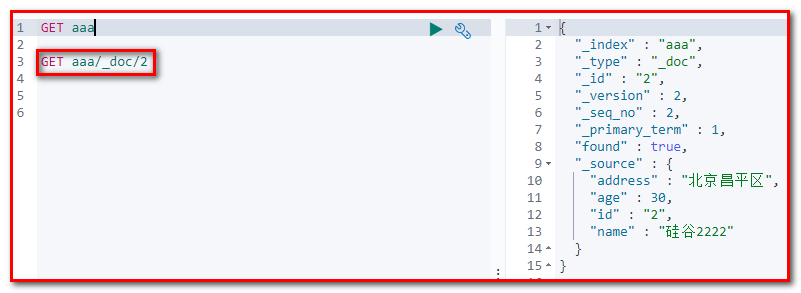 1 GET aaa
2
3 GET aaa/_doc/2
4
5
6
1 {
2 "_index" : "aaa",
3 "_type" : "_doc",
4 "_id" : "2",
5 "_version" : 2,
6 "_seq_no" : 2,
7 "_primary_term" : 1,
8 "found" : true,
9 "_source" : {
10 "address" : "北京昌平区",
11 "age" : 30,
12 "id" : "2",
13 "name" : "硅谷2222"
14 }
15 }